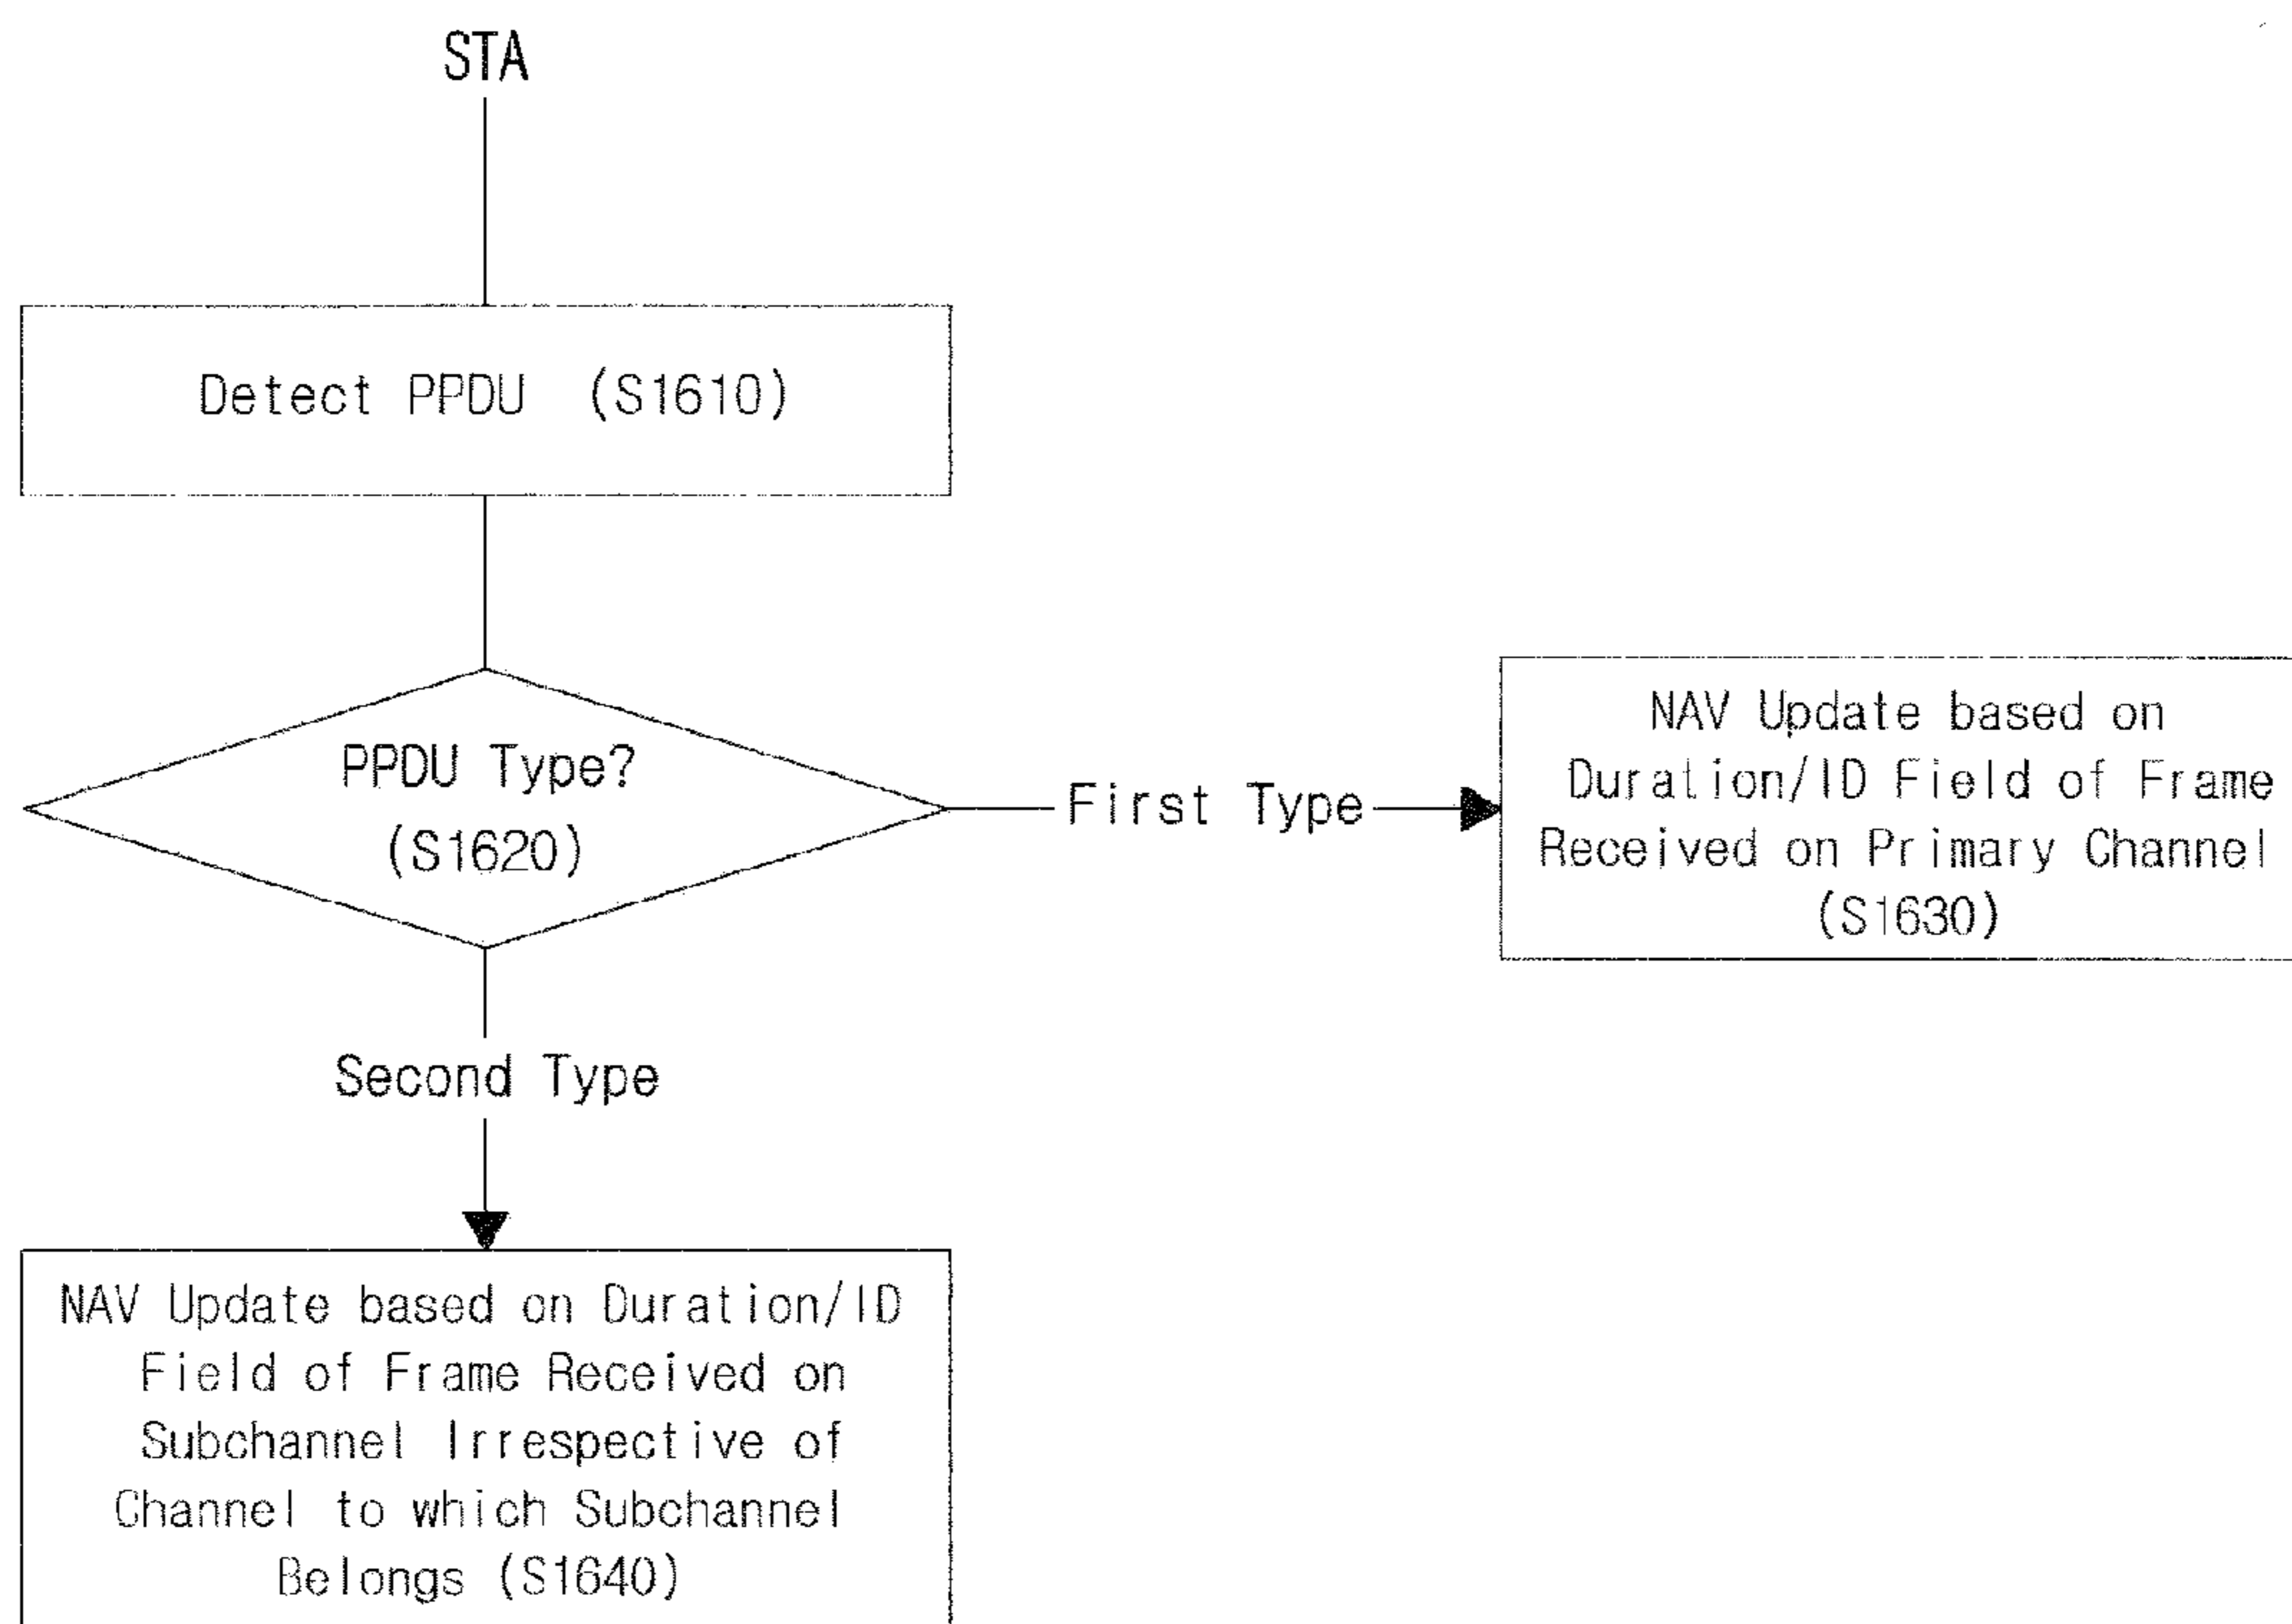 STA
Detect PPDU (S1610)
PPDU Type?
(S1620)
First Type
NAV Update based on
Duration/ID Field of Frame
Received on Primary Channel
(S1630)
Second Type
NAV Update based on Duration/ID
Field of Frame Received on
Subchannel Irrespective of
Channel to which Subchannel
Belongs (S1640)